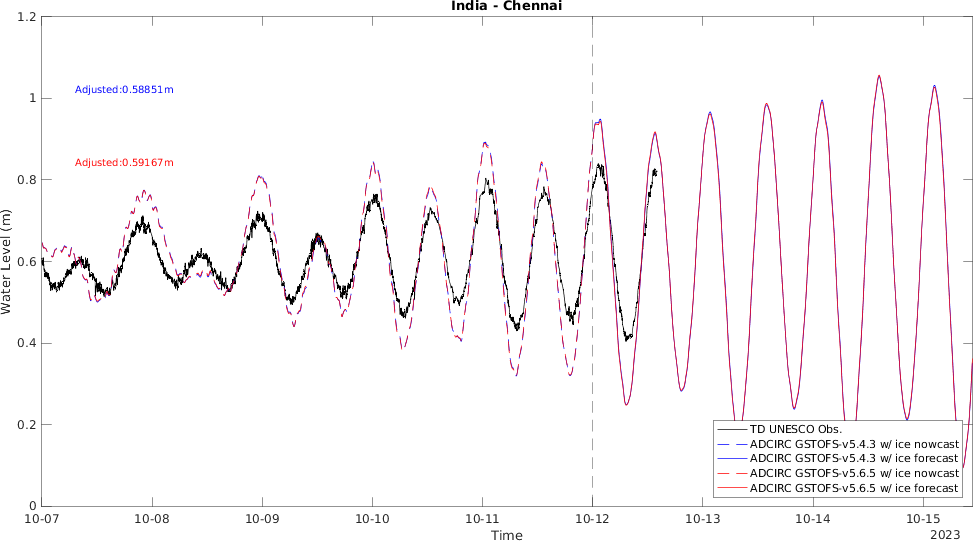 India - Chennai
1.2
1
0.8
0.6
0.4
0.2
0
Water Level (m)
Adjusted:0.58851m
Adjusted:0.59167m
TD UNESCO Obs.
ADCIRC GSTOFS-v5.4.3 w/ ice nowcast
ADCIRC GSTOFS-v5.4.3 w/ ice forecast
ADCIRC GSTOFS-v5.6.5 w/ ice nowcast
ADCIRC GSTOFS-v5.6.5 w/ ice forecast
10-07 10-08 10-09 10-10 10-11 10-12 10-13 10-14 10-15
Time
2023